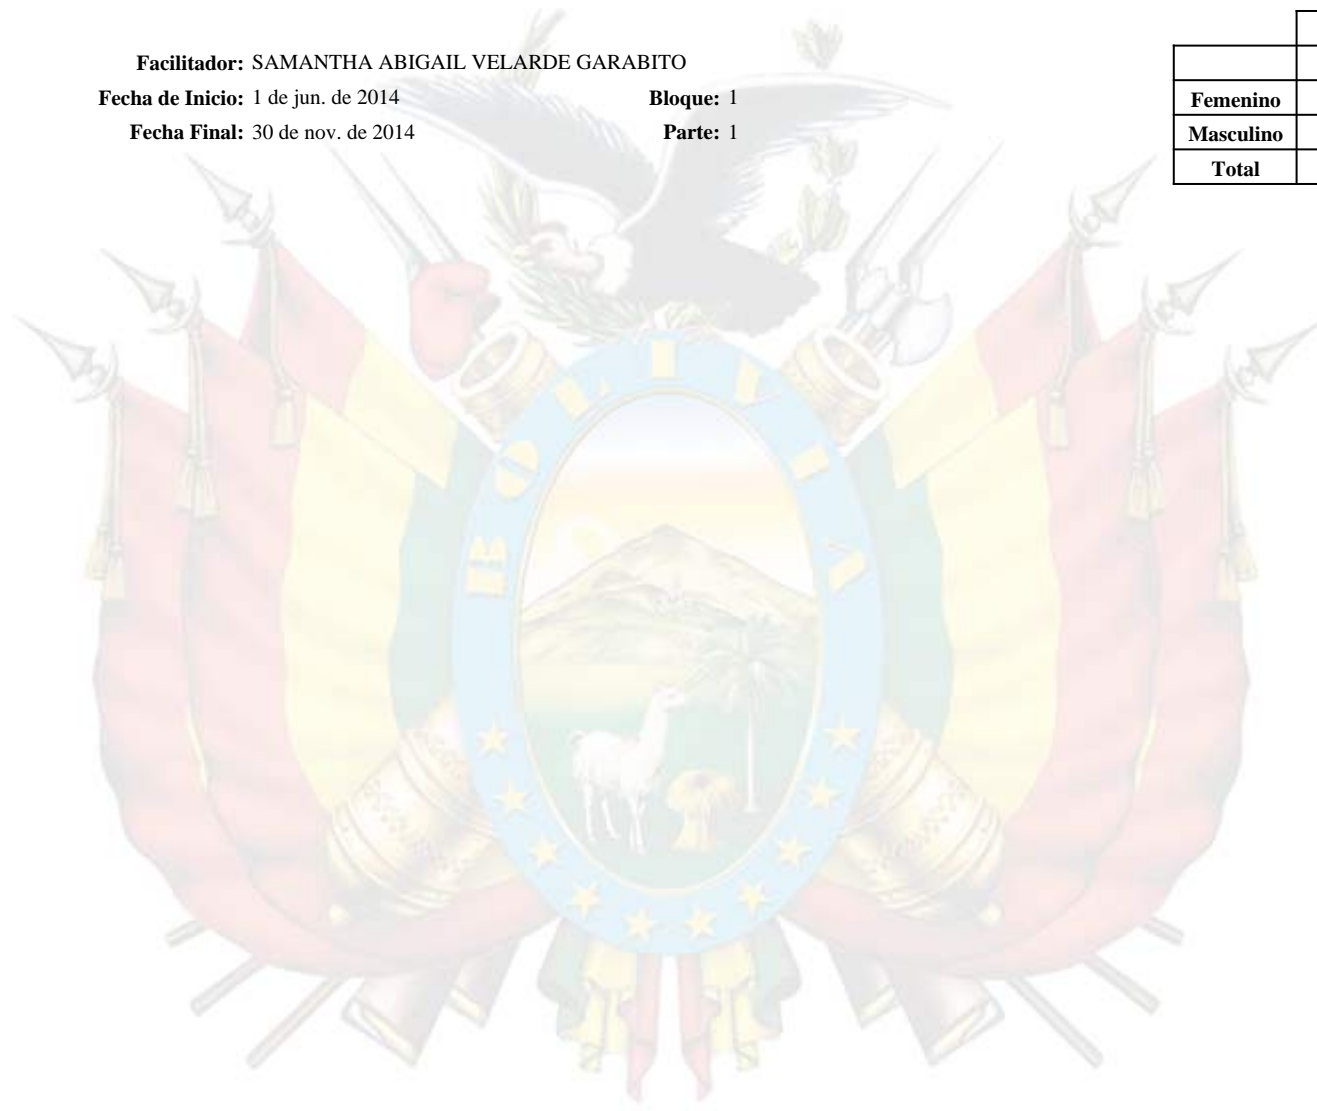 Facilitador: SAMANTHA ABIGAIL VELARDE GARABITO
Fecha de Inicio: 1 de jun. de 2014 Bloque: 1
Fecha Final: 30 de nov. de 2014 Parte: 1
Femenino
Masculino
Total
BOLIVIA